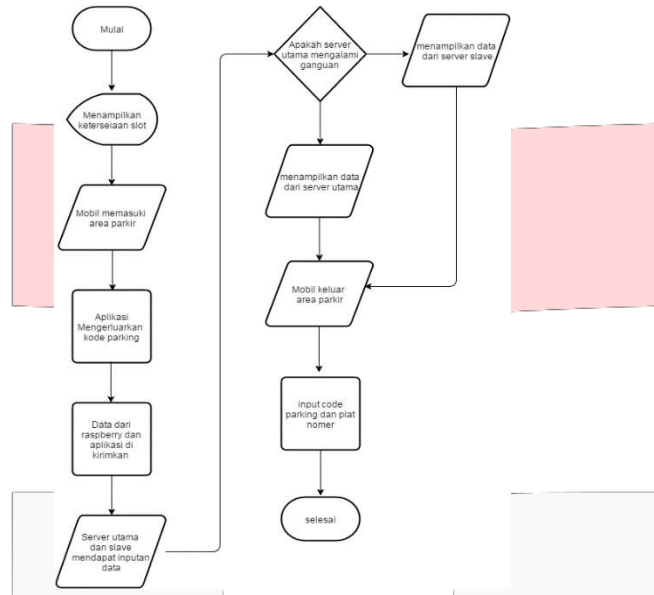 Mulai
Menampilkan
keterseiaan slot
Mobil memasuki
area parkir
Aplikasi
Mengerluarkan
kode parking
Data dari
raspberry dan
aplikasi di
kirimkan
Server utama
dan slave
mendapat inputan
data
Apakah server
utama mengalami
ganguan
menampilkan data
dari server slave
menampilkan data
dari server utama
Mobil keluar
area parkir
input code
parking dan plat
nomer
selesai